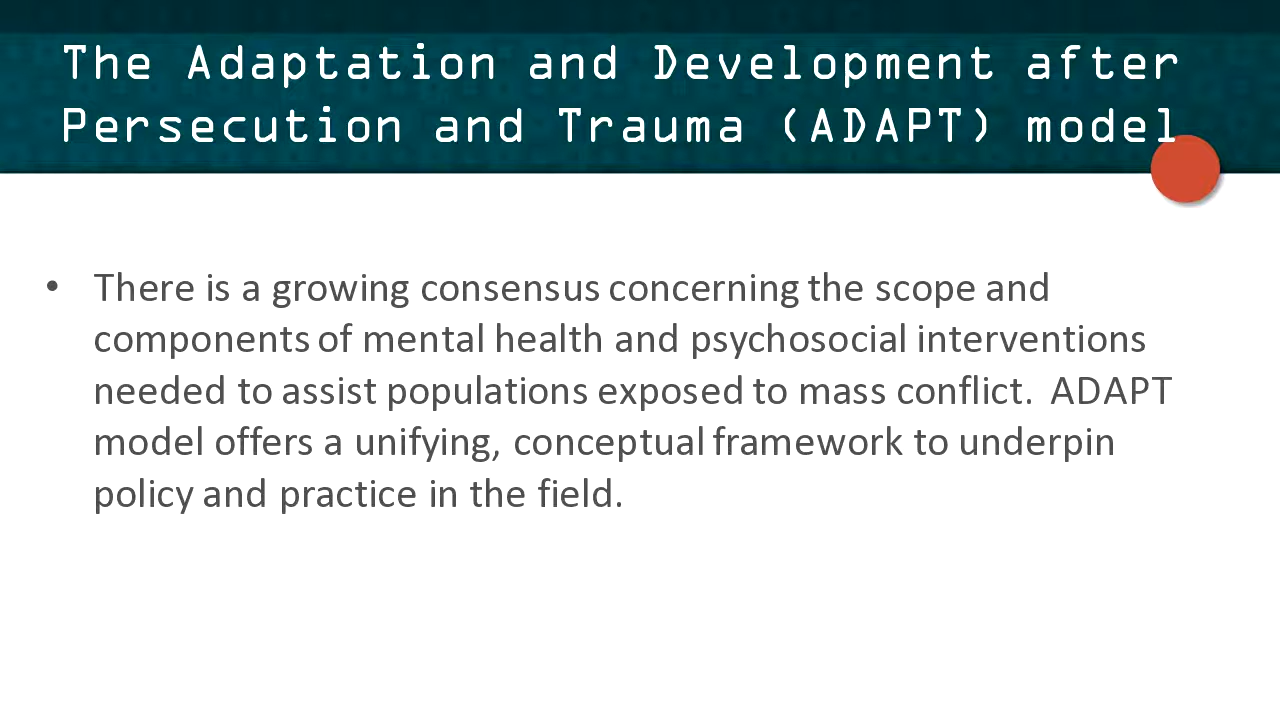 The Adaptation and Development after
Persecution and Trauma (ADAPT) model
• There is a growing consensus concerning the scope and
components of mental health and psychosocial interventions
needed to assist populations exposed to mass conflict.  ADAPT
model offers a unifying, conceptual framework to underpin
policy and practice in the field.